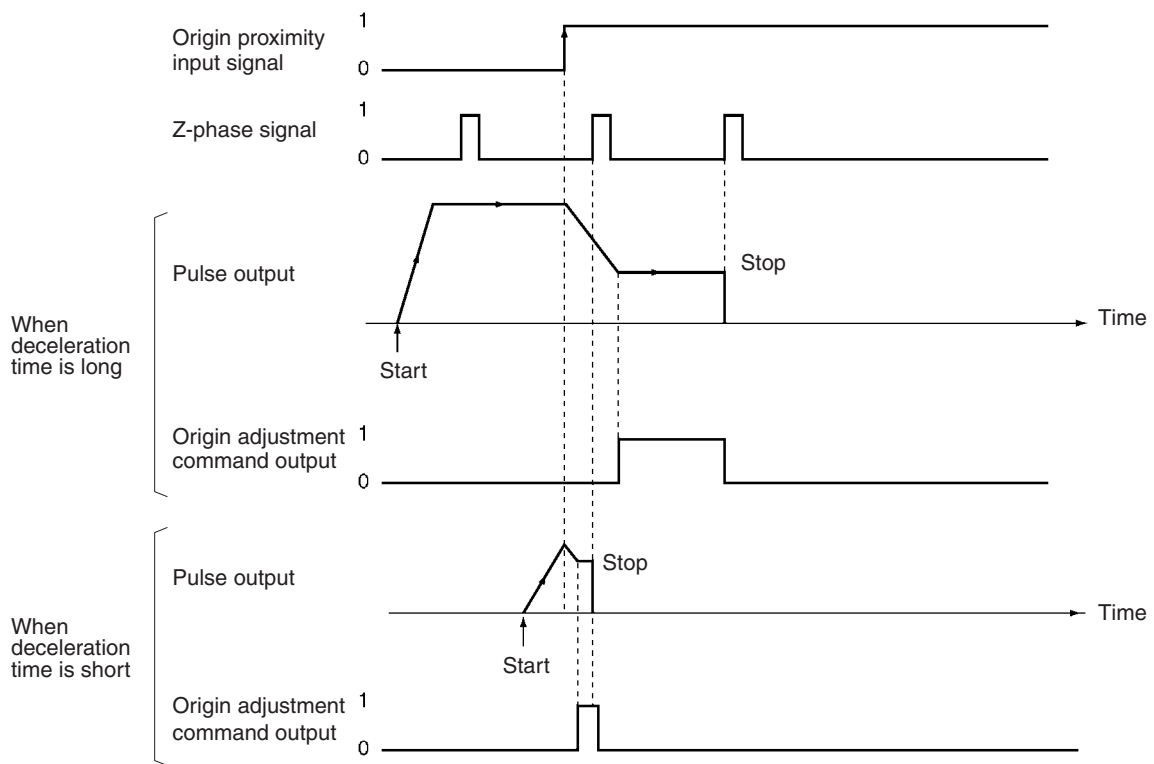 1
Origin proximity
input signal
0
1
Z-phase signal
0
Pulse output
Stop
Time
When
deceleration
time is long
Start
1
Origin adjustment
command output
0
Pulse output
Stop
Time
When
deceleration
time is short
Start
1
Origin adjustment
command output
0